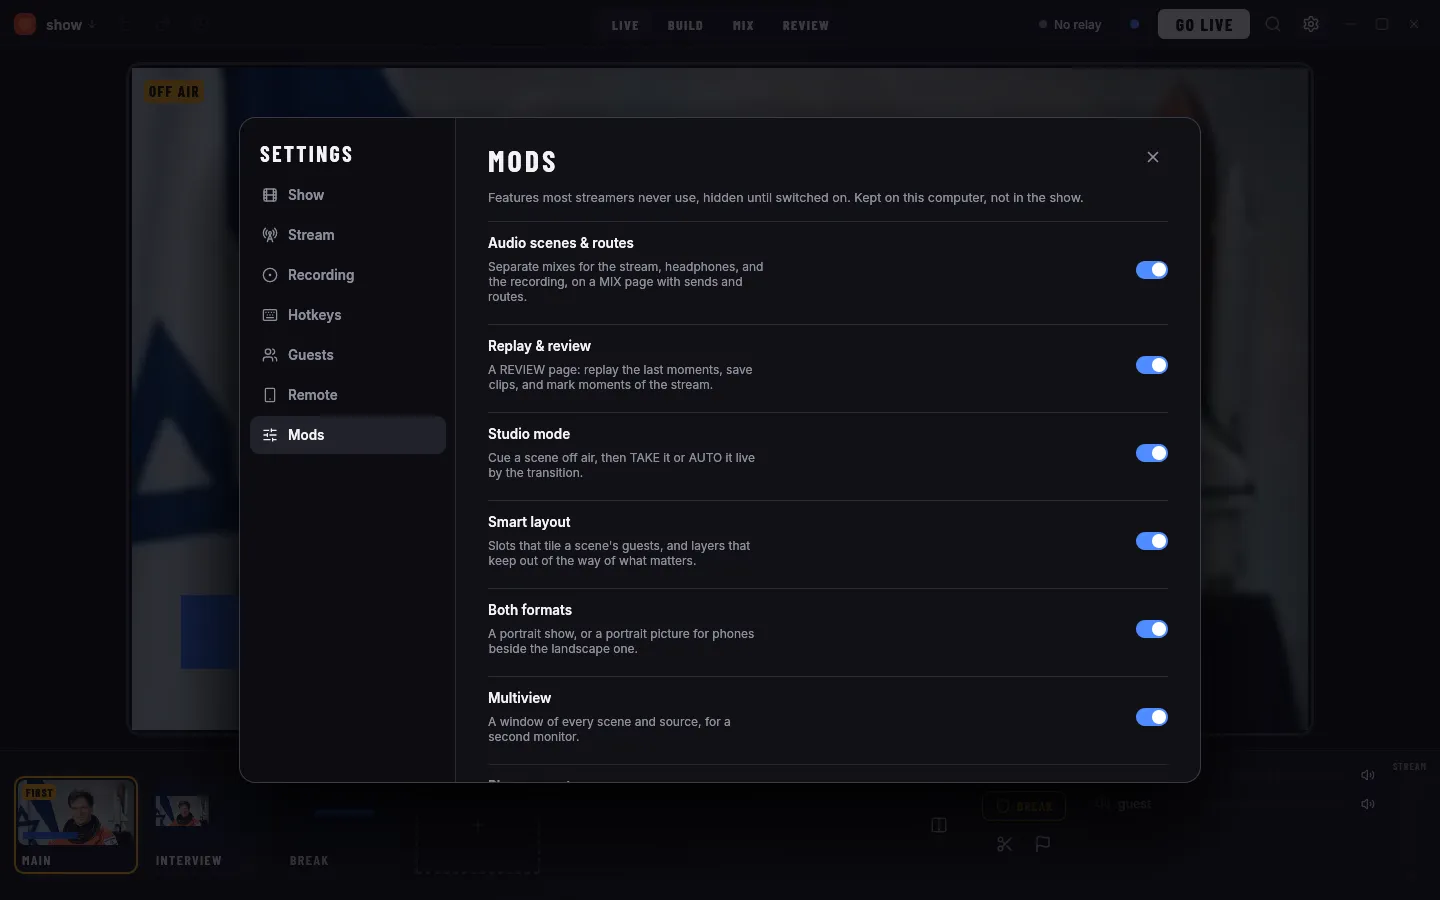 show
LIVE
BUILD
MIX
REVIEW
No relay
GO LIVE
OFF AIR
SETTINGS
Show
Stream
Recording
Hotkeys
Guests
Remote
Mods
MODS
Features most streamers never use, hidden until switched on. Kept on this computer, not in the show.
Audio scenes & routes
Separate mixes for the stream, headphones, and
the recording, on a MIX page with sends and
routes.
Replay & review
A REVIEW page: replay the last moments, save
clips, and mark moments of the stream.
Studio mode
Cue a scene off air, then TAKE it or AUTO it live
by the transition.
Smart layout
Slots that tile a scene's guests, and layers that
keep out of the way of what matters.
Both formats
A portrait show, or a portrait picture for phones
beside the landscape one.
Multiview
A window of every scene and source, for a
second monitor.
STREAM
FIRST
BREAK
guest
MAIN
INTERVIEW
BREAK